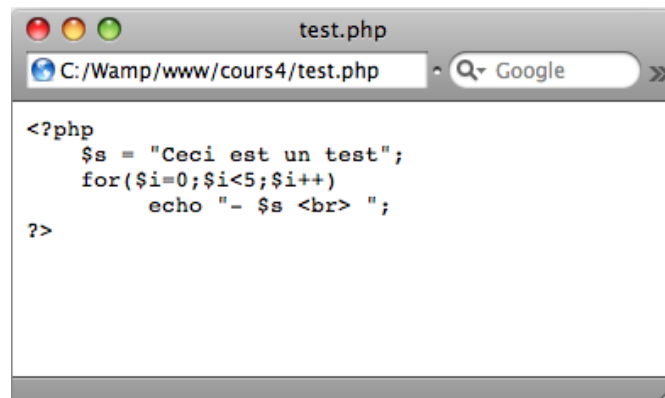 test.php
C:/Wamp/www/cours4/test.php Google
<?php
$s = "Ceci est un test";
for($i=0;$i<5;$i++)
echo "- $s <br> ";
?>